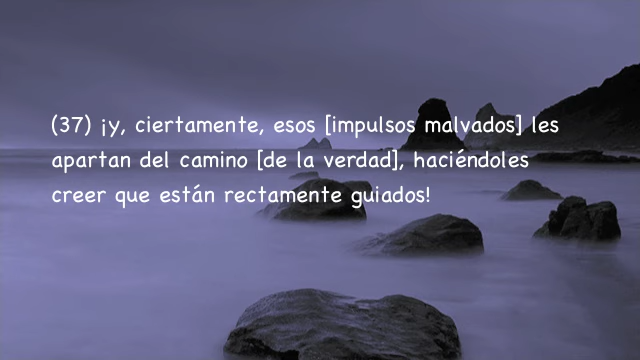 (37) ¡y, ciertamente, esos [impulsos malvados] les
apartan del camino [de la verdad], haciéndoles
creer que están rectamente guiados!